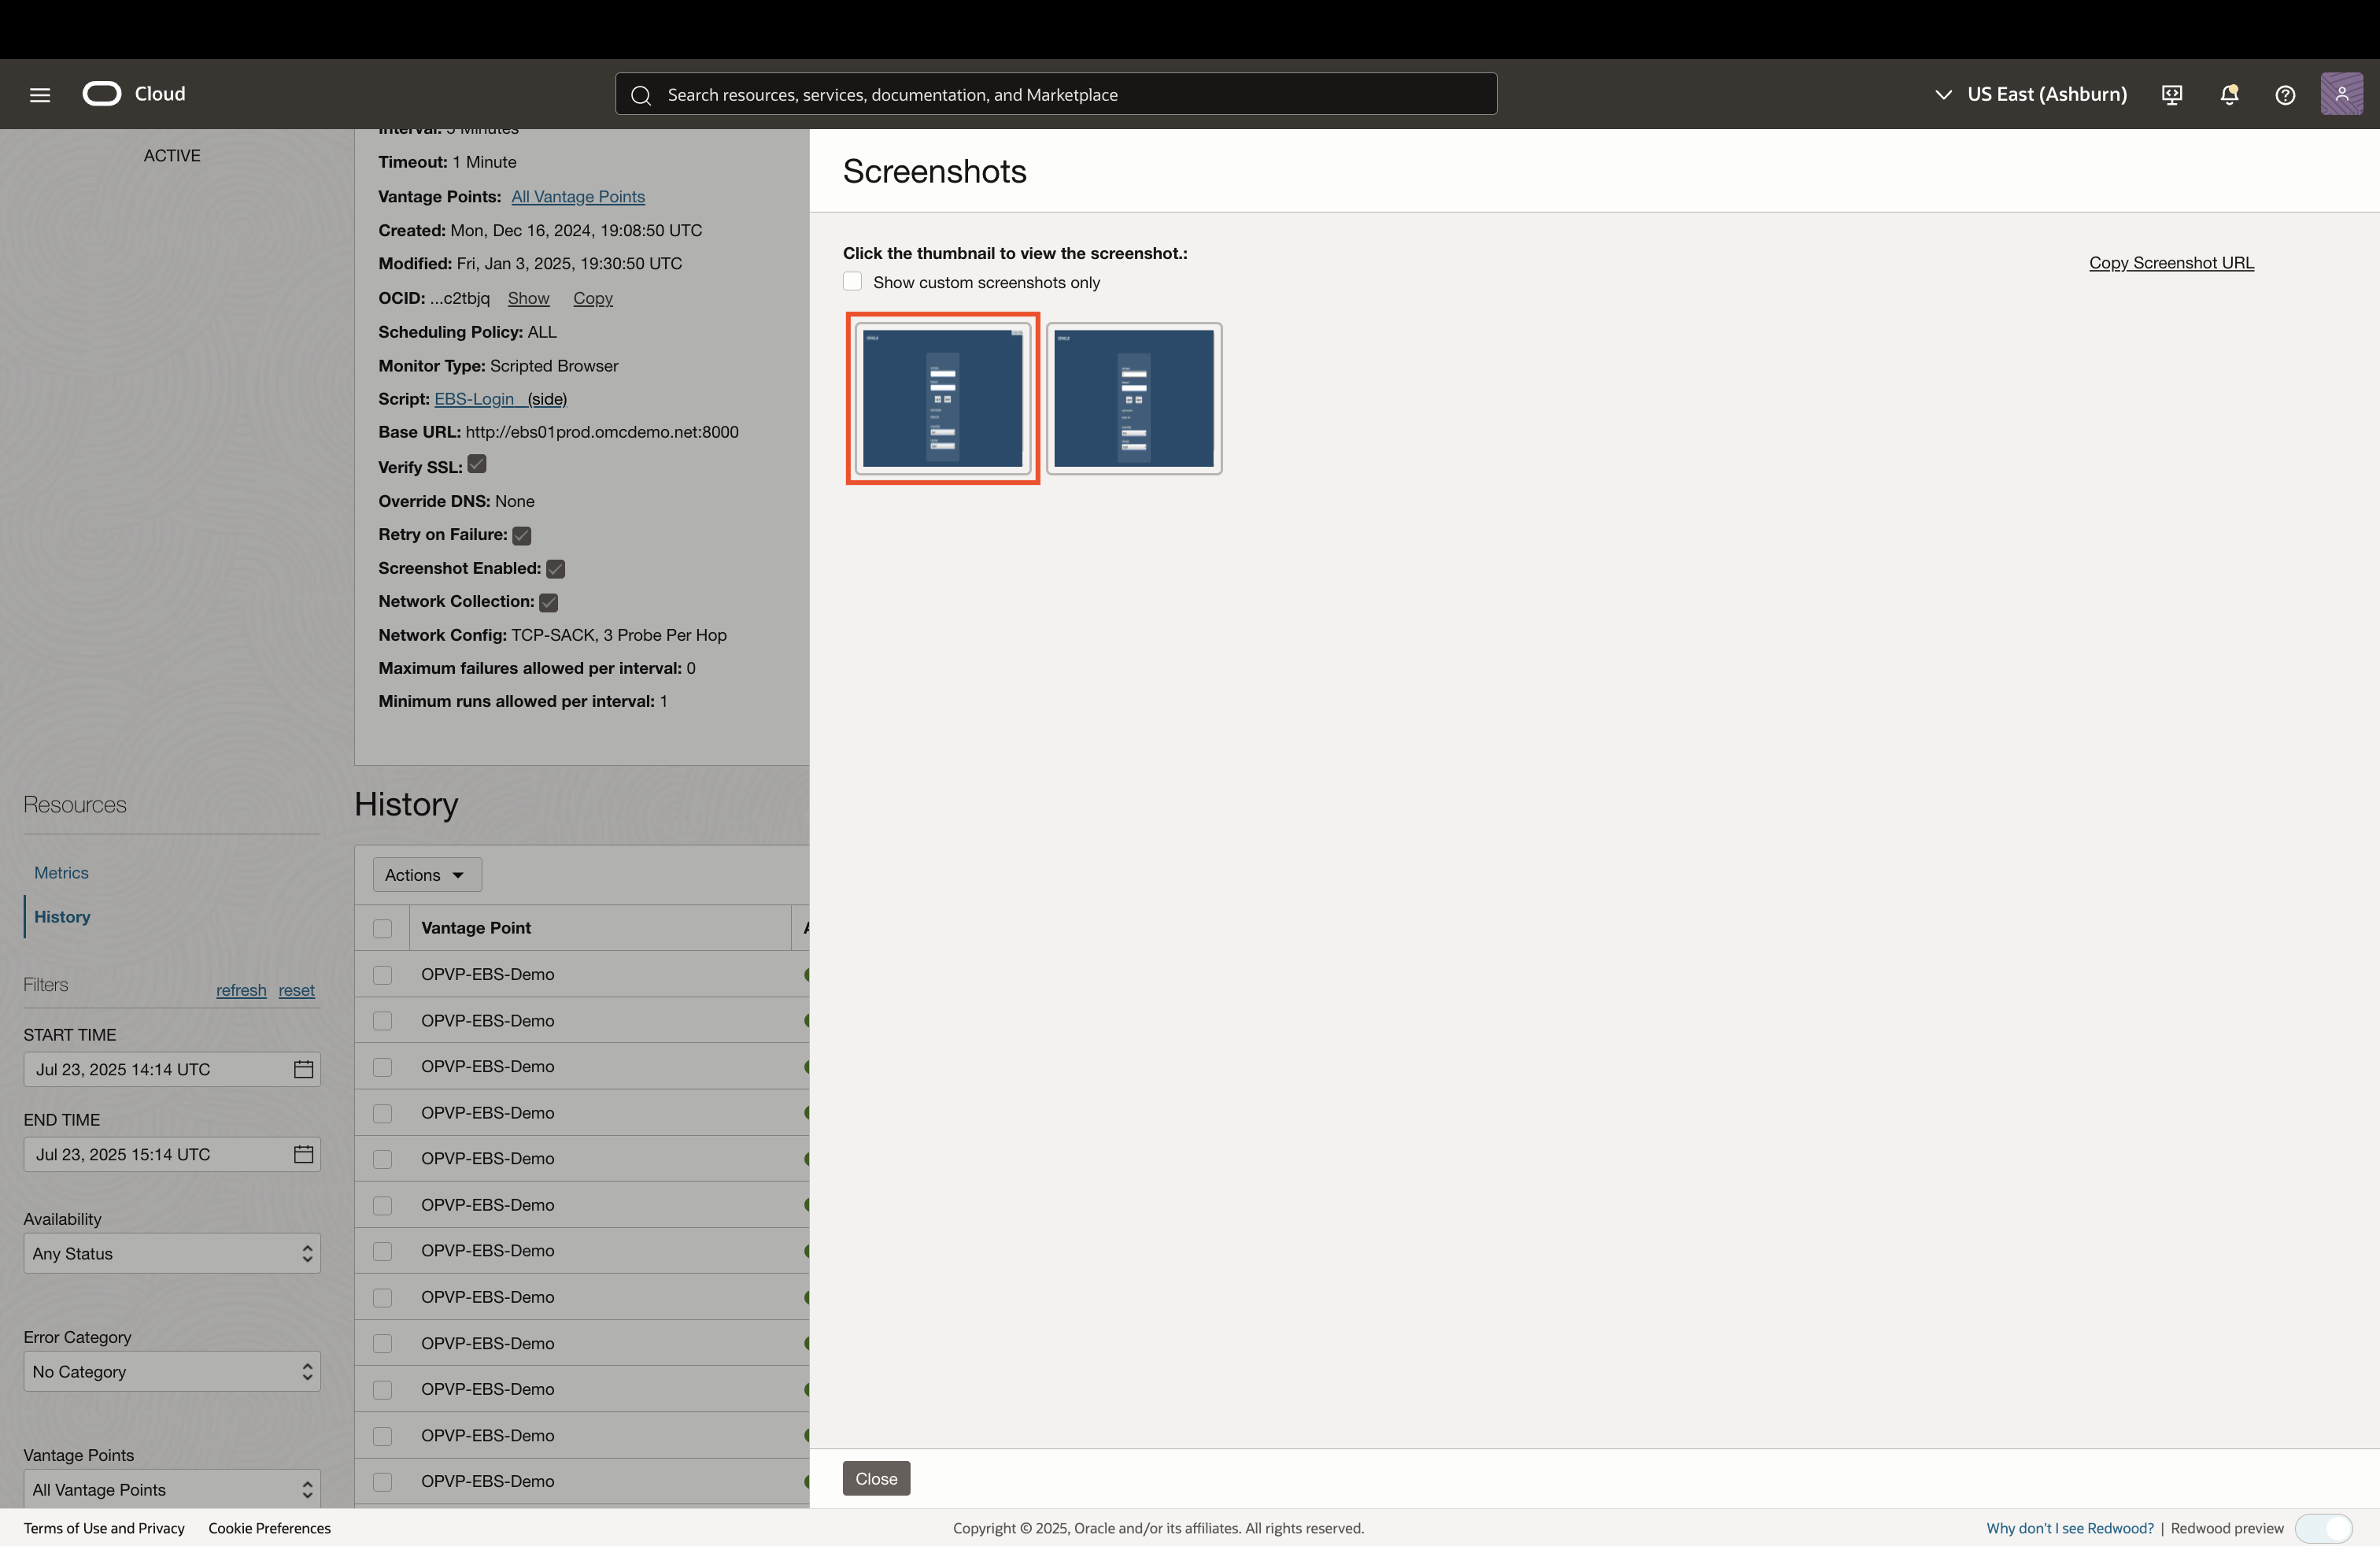 Cloud
Search resources, services, documentation, and Marketplace
US East (Ashburn)
ACTIVE
Interval: 5 Minutes
Timeout: 1 Minute
Vantage Points: All Vantage Points
Created: Mon, Dec 16, 2024, 19:08:50 UTC
Modified: Fri, Jan 3, 2025, 19:30:50 UTC
OCID: ...c2tbjq Show Copy
Scheduling Policy: ALL
Monitor Type: Scripted Browser
Script: EBS-Login (side)
Base URL: http://ebs01prod.omcdemo.net:8000
Verify SSL:
Override DNS: None
Retry on Failure:
Screenshot Enabled:
Network Collection:
Network Config: TCP-SACK, 3 Probe Per Hop
Maximum failures allowed per interval: 0
Minimum runs allowed per interval: 1
Resources
Metrics
History
Filters refresh reset
START TIME
Jul 23, 2025 14:14 UTC
END TIME
Jul 23, 2025 15:14 UTC
Availability
Any Status
Error Category
No Category
Vantage Points
All Vantage Points
History
Actions
Vantage Point
OPVP-EBS-Demo
OPVP-EBS-Demo
OPVP-EBS-Demo
OPVP-EBS-Demo
OPVP-EBS-Demo
OPVP-EBS-Demo
OPVP-EBS-Demo
OPVP-EBS-Demo
OPVP-EBS-Demo
OPVP-EBS-Demo
OPVP-EBS-Demo
OPVP-EBS-Demo
Screenshots
Click the thumbnail to view the screenshot.:
Show custom screenshots only
Copy Screenshot URL
ORACLE
ORACLE
Close
Terms of Use and Privacy Cookie Preferences
Copyright © 2025, Oracle and/or its affiliates. All rights reserved.
Why don't I see Redwood? | Redwood preview